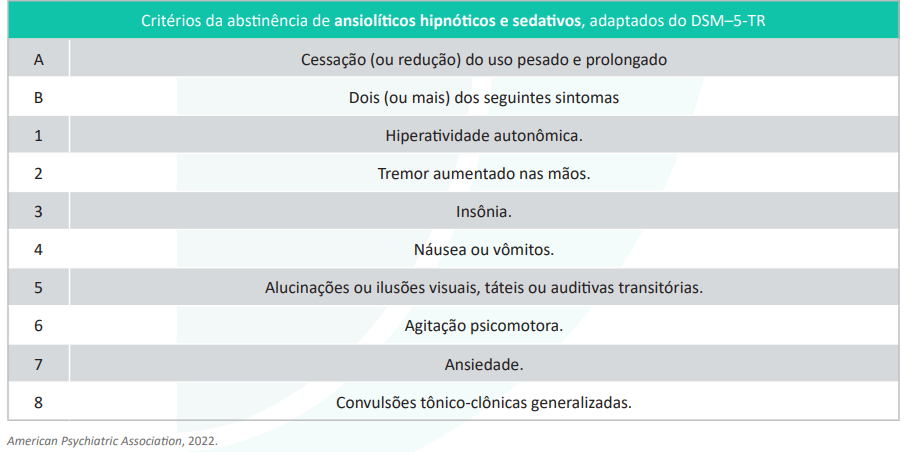 Critérios da abstinência de ansiolíticos hipnóticos e sedativos, adaptados do DSM–5-TR
A Cessação (ou redução) do uso pesado e prolongado
B Dois (ou mais) dos seguintes sintomas
1 Hiperatividade autonômica.
2 Tremor aumentado nas mãos.
3 Insônia.
4 Náusea ou vômitos.
5 Alucinações ou ilusões visuais, táteis ou auditivas transitórias.
6 Agitação psicomotora.
7 Ansiedade.
8 Convulsões tônico-clônicas generalizadas.
American Psychiatric Association, 2022.